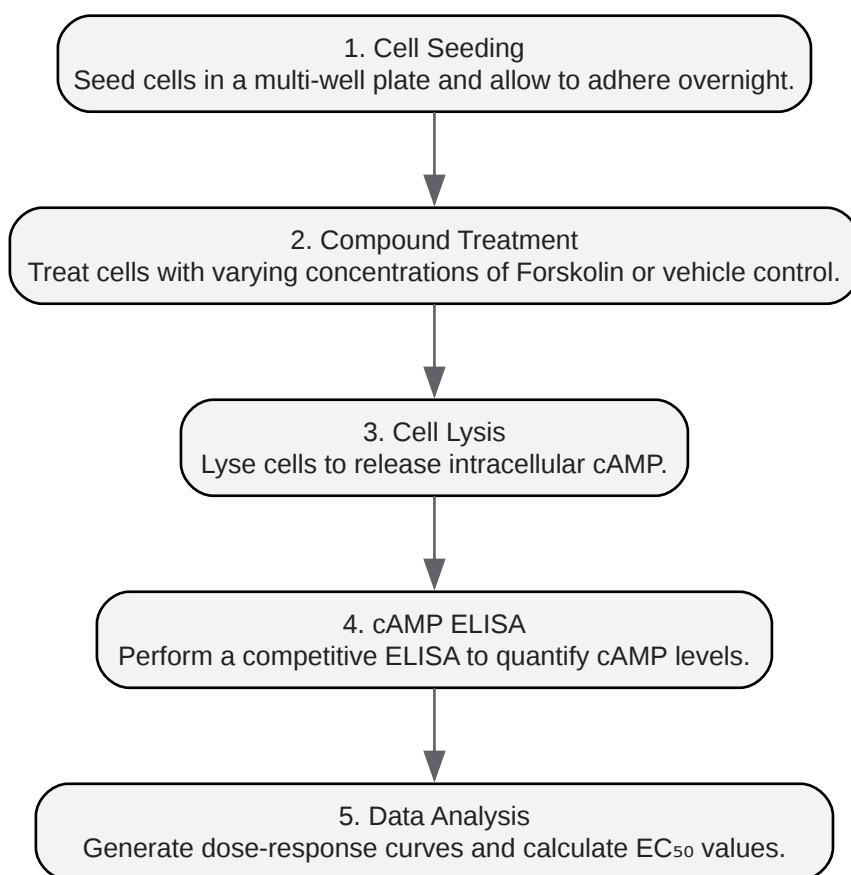 1. Cell Seeding
Seed cells in a multi-well plate and allow to adhere overnight.
2. Compound Treatment
Treat cells with varying concentrations of Forskolin or vehicle control.
3. Cell Lysis
Lyse cells to release intracellular cAMP.
4. cAMP ELISA
Perform a competitive ELISA to quantify cAMP levels.
5. Data Analysis
Generate dose-response curves and calculate EC₅₀ values.